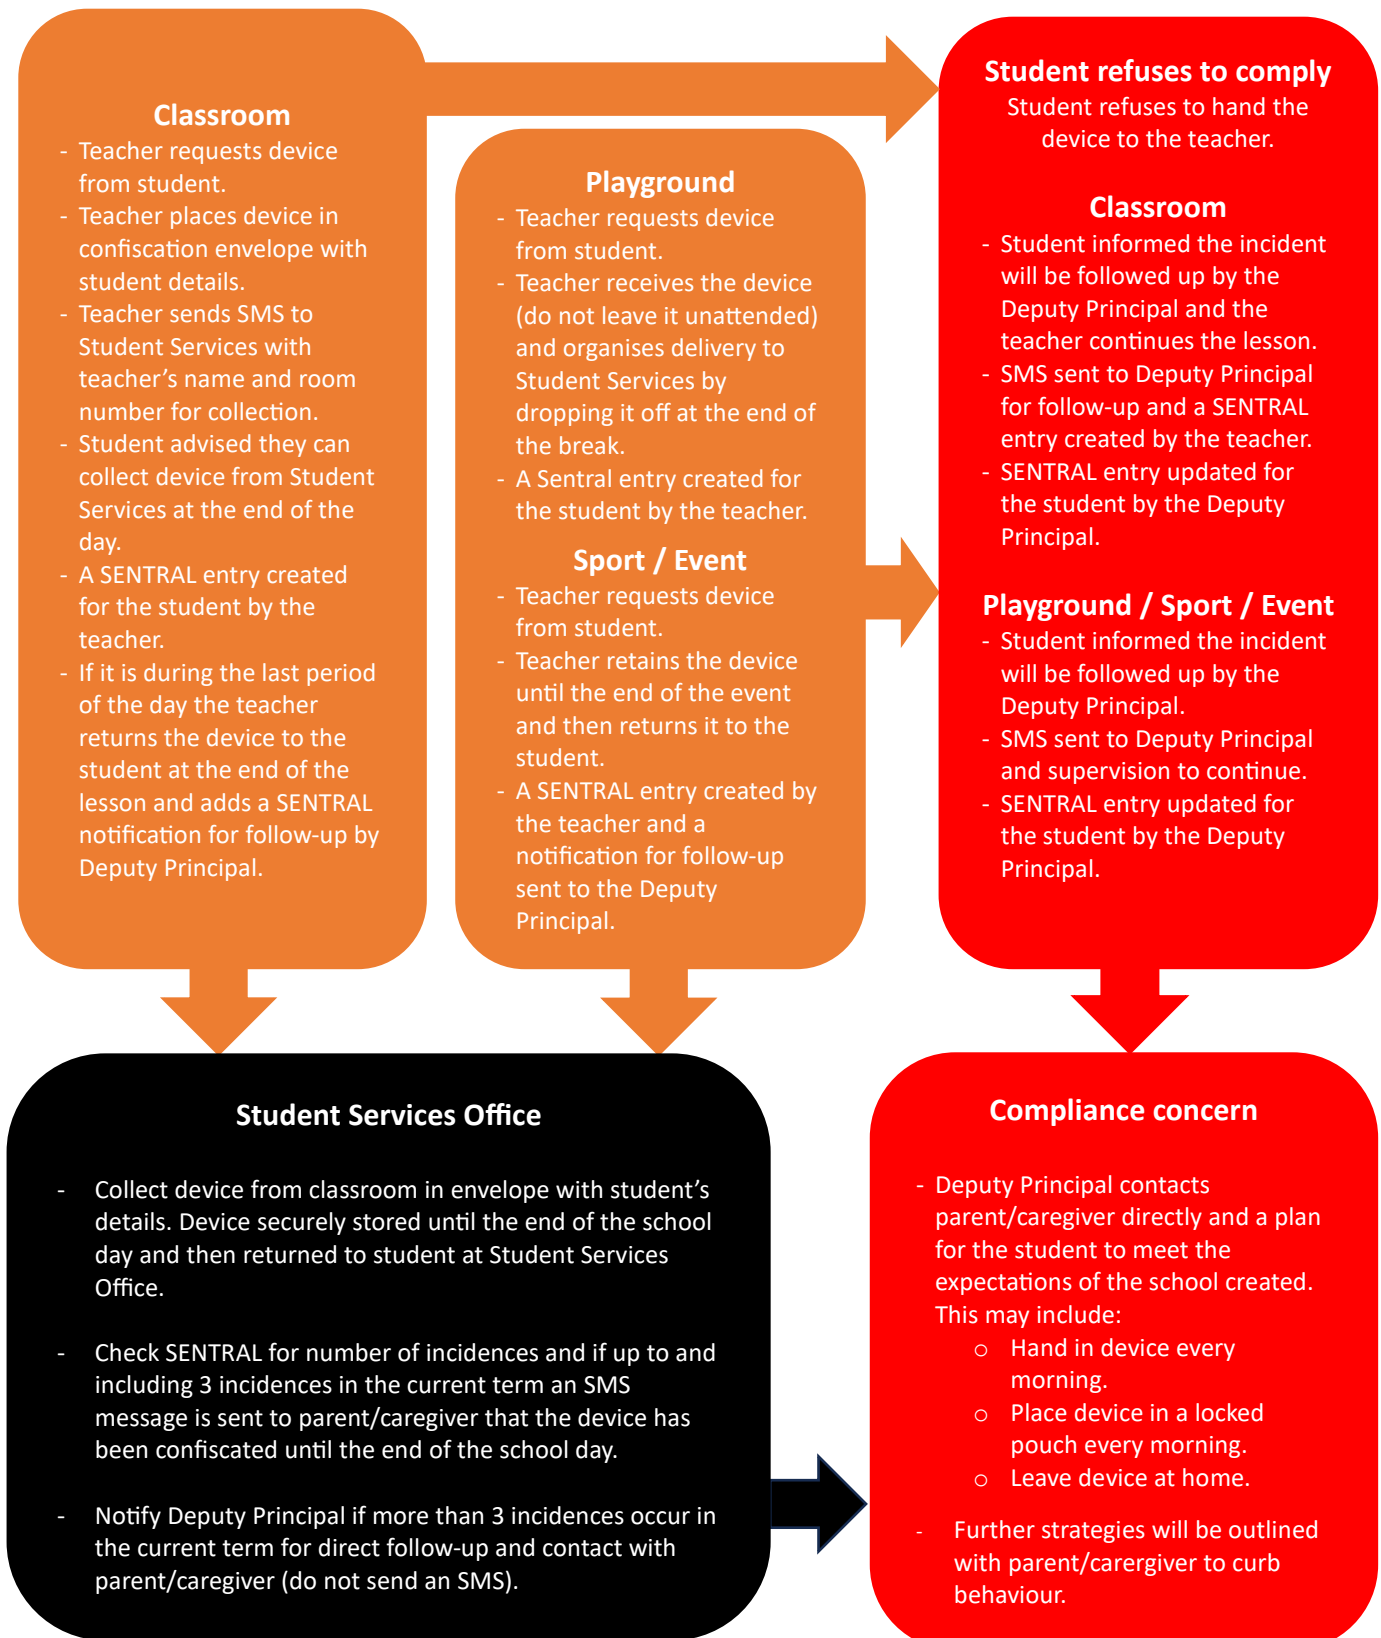 Classroom
- Teacher requests device
from student.
- Teacher places device in
confiscation envelope with
student details.
- Teacher sends SMS to
Student Services with
teacher's name and room
number for collection.
- Student advised they can
collect device from Student
Services at the end of the
day.
- A SENTRAL entry created
for the student by the
teacher.
- If it is during the last period
of the day the teacher
returns the device to the
student at the end of the
lesson and adds a SENTRAL
notification for follow-up by
Deputy Principal.
Playground
- Teacher requests device
from student.
- Teacher receives the device
(do not leave it unattended)
and organises delivery to
Student Services by
dropping it off at the end of
the break.
- A Sentral entry created for
the student by the teacher.
Sport / Event
- Teacher requests device
from student.
- Teacher retains the device
until the end of the event
and then returns it to the
student.
- A SENTRAL entry created by
the teacher and a
notification for follow-up
sent to the Deputy
Principal.
Student refuses to comply
Student refuses to hand the
device to the teacher.
Classroom
- Student informed the incident
will be followed up by the
Deputy Principal and the
teacher continues the lesson.
- SMS sent to Deputy Principal
for follow-up and a SENTRAL
entry created by the teacher.
- SENTRAL entry updated for
the student by the Deputy
Principal.
Playground / Sport / Event
- Student informed the incident
will be followed up by the
Deputy Principal.
- SMS sent to Deputy Principal
and supervision to continue.
- SENTRAL entry updated for
the student by the Deputy
Principal.
Student Services Office
- Collect device from classroom in envelope with student's
details. Device securely stored until the end of the school
day and then returned to student at Student Services
Office.
- Check SENTRAL for number of incidences and if up to and
including 3 incidences in the current term an SMS
message is sent to parent/caregiver that the device has
been confiscated until the end of the school day.
- Notify Deputy Principal if more than 3 incidences occur in
the current term for direct follow-up and contact with
parent/caregiver (do not send an SMS).
Compliance concern
- Deputy Principal contacts
parent/caregiver directly and a plan
for the student to meet the
expectations of the school created.
This may include:
o Hand in device every
morning.
o Place device in a locked
pouch every morning.
o Leave device at home.
- Further strategies will be outlined
with parent/carergiver to curb
behaviour.